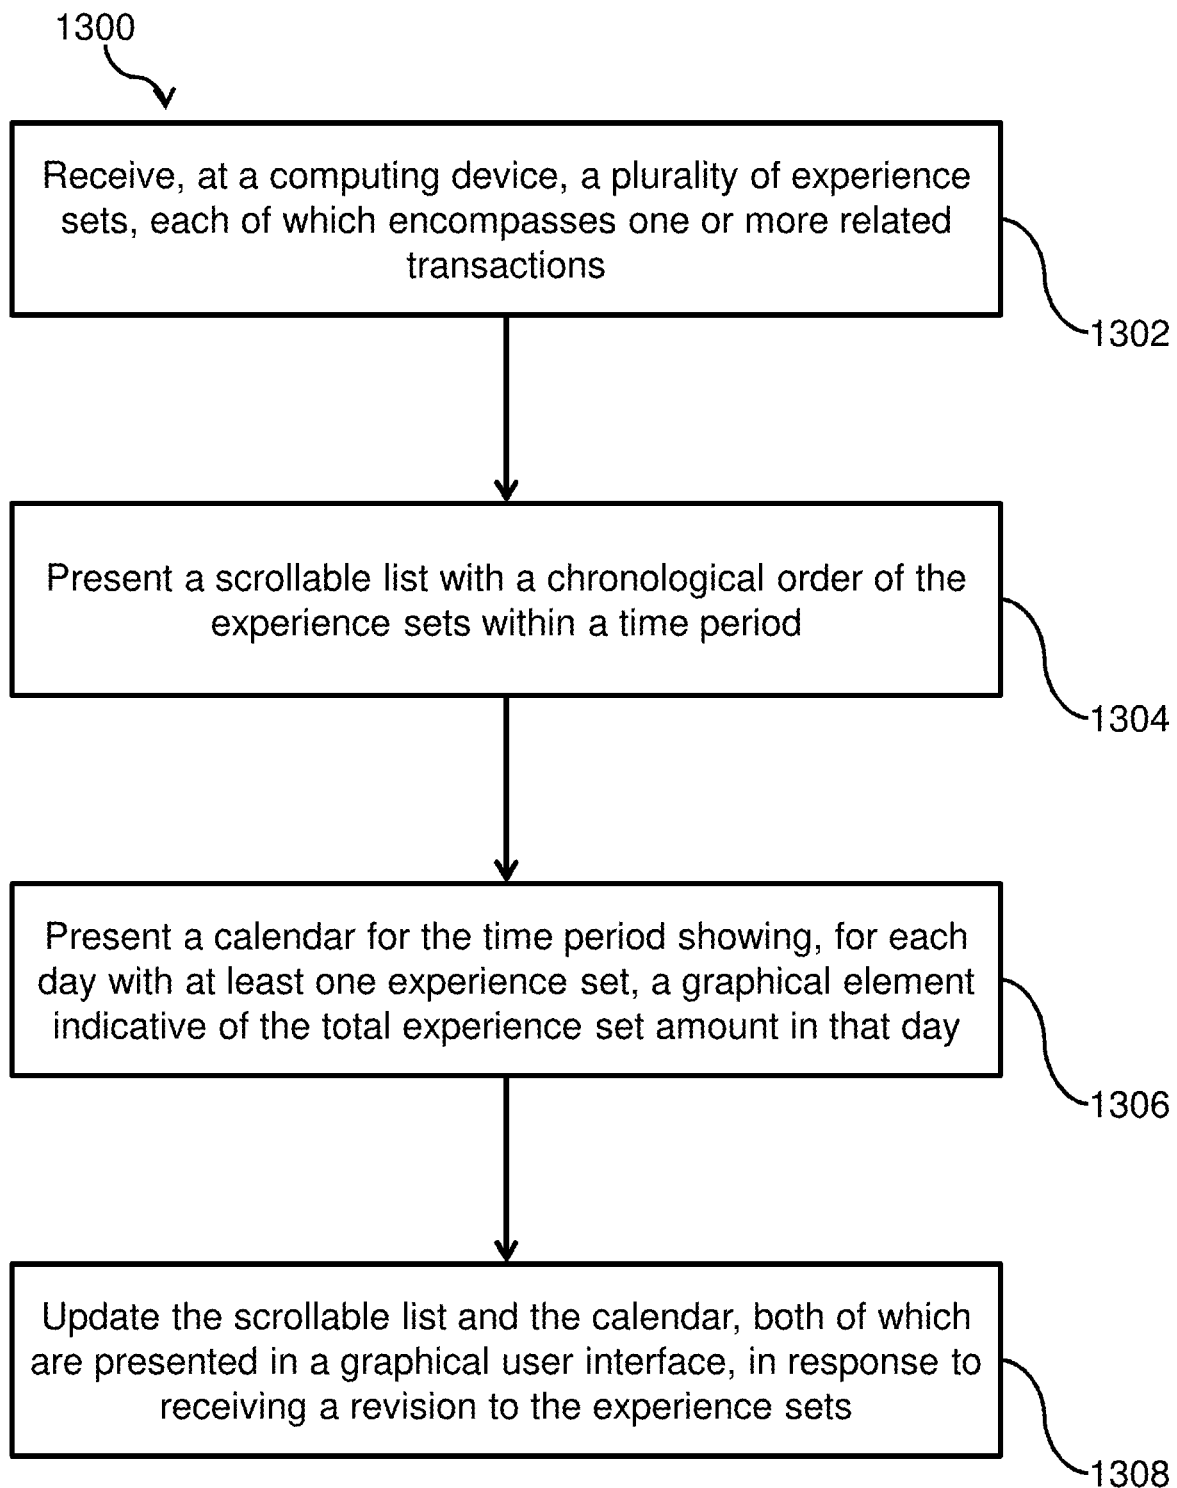 1300
Receive, at a computing device, a plurality of experience
sets, each of which encompasses one or more related
transactions
1302
Present a scrollable list with a chronological order of the
experience sets within a time period
1304
Present a calendar for the time period showing, for each
day with at least one experience set, a graphical element
indicative of the total experience set amount in that day
1306
Update the scrollable list and the calendar, both of which
are presented in a graphical user interface, in response to
receiving a revision to the experience sets
1308